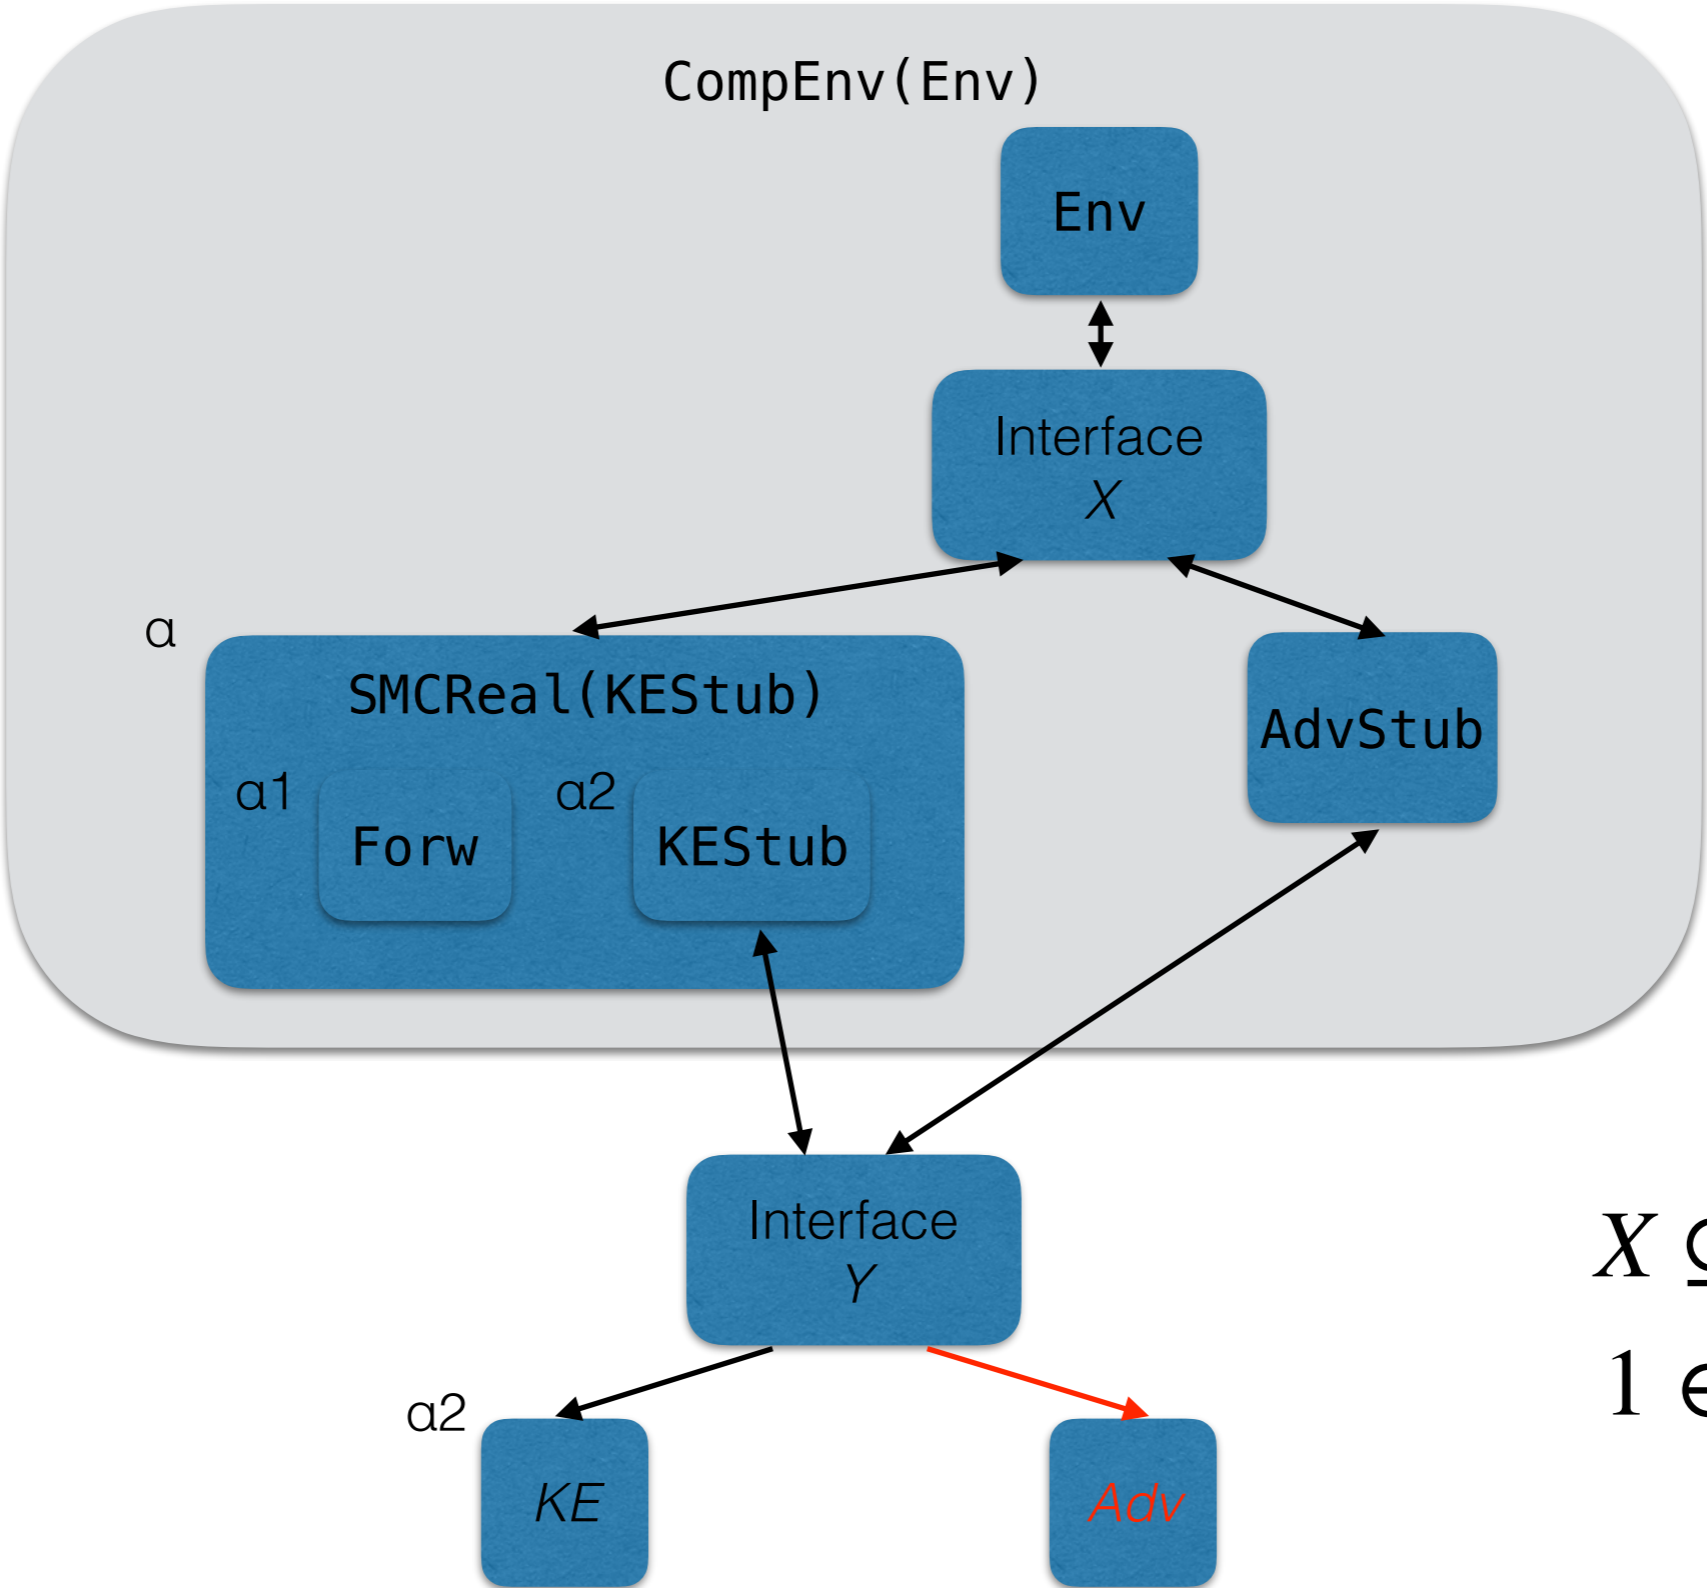 CompEnv(Env)
Env
Interface
X
α
SMCReal(KEStub)
α1
Forw
α2
KEStub
AdvStub
Interface
Y
X
1
α2
KE
Adv